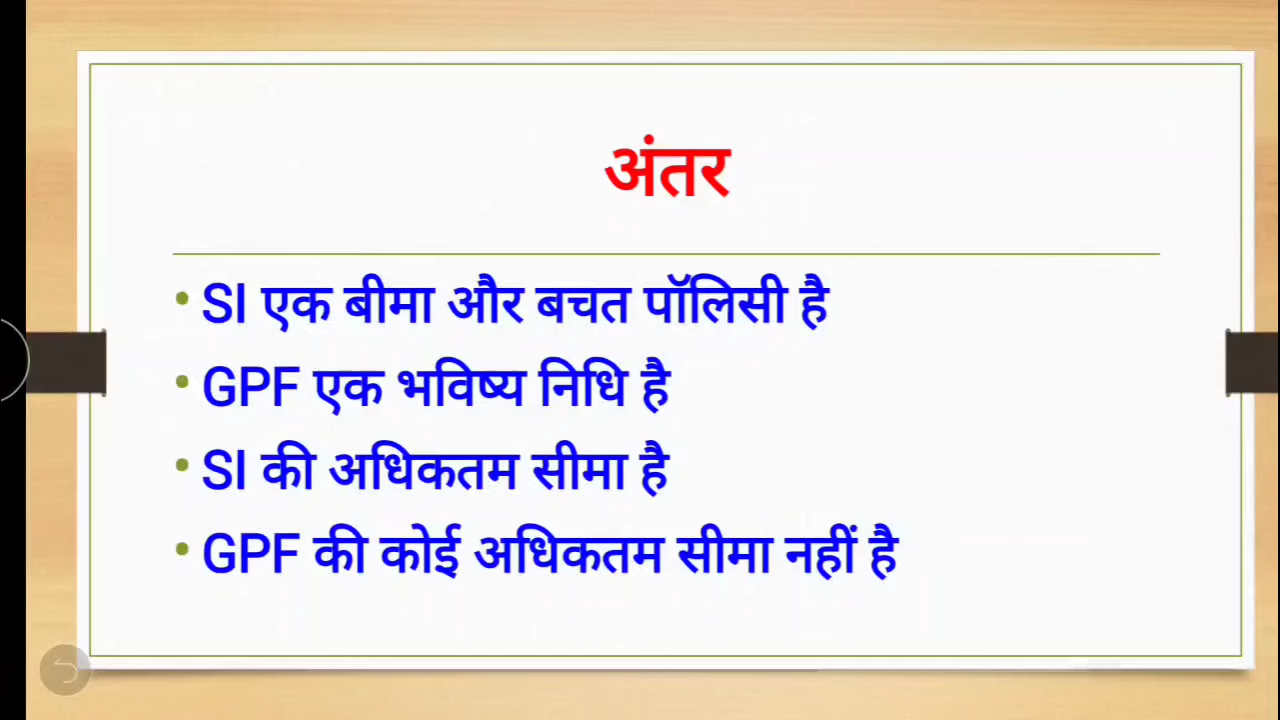 अंतर
• SI एक बीमा और बचत पॉलिसी है
• GPF एक भविष्य निधि है
• SI की अधिकतम सीमा है
• GPF की कोई अधिकतम सीमा नहीं है